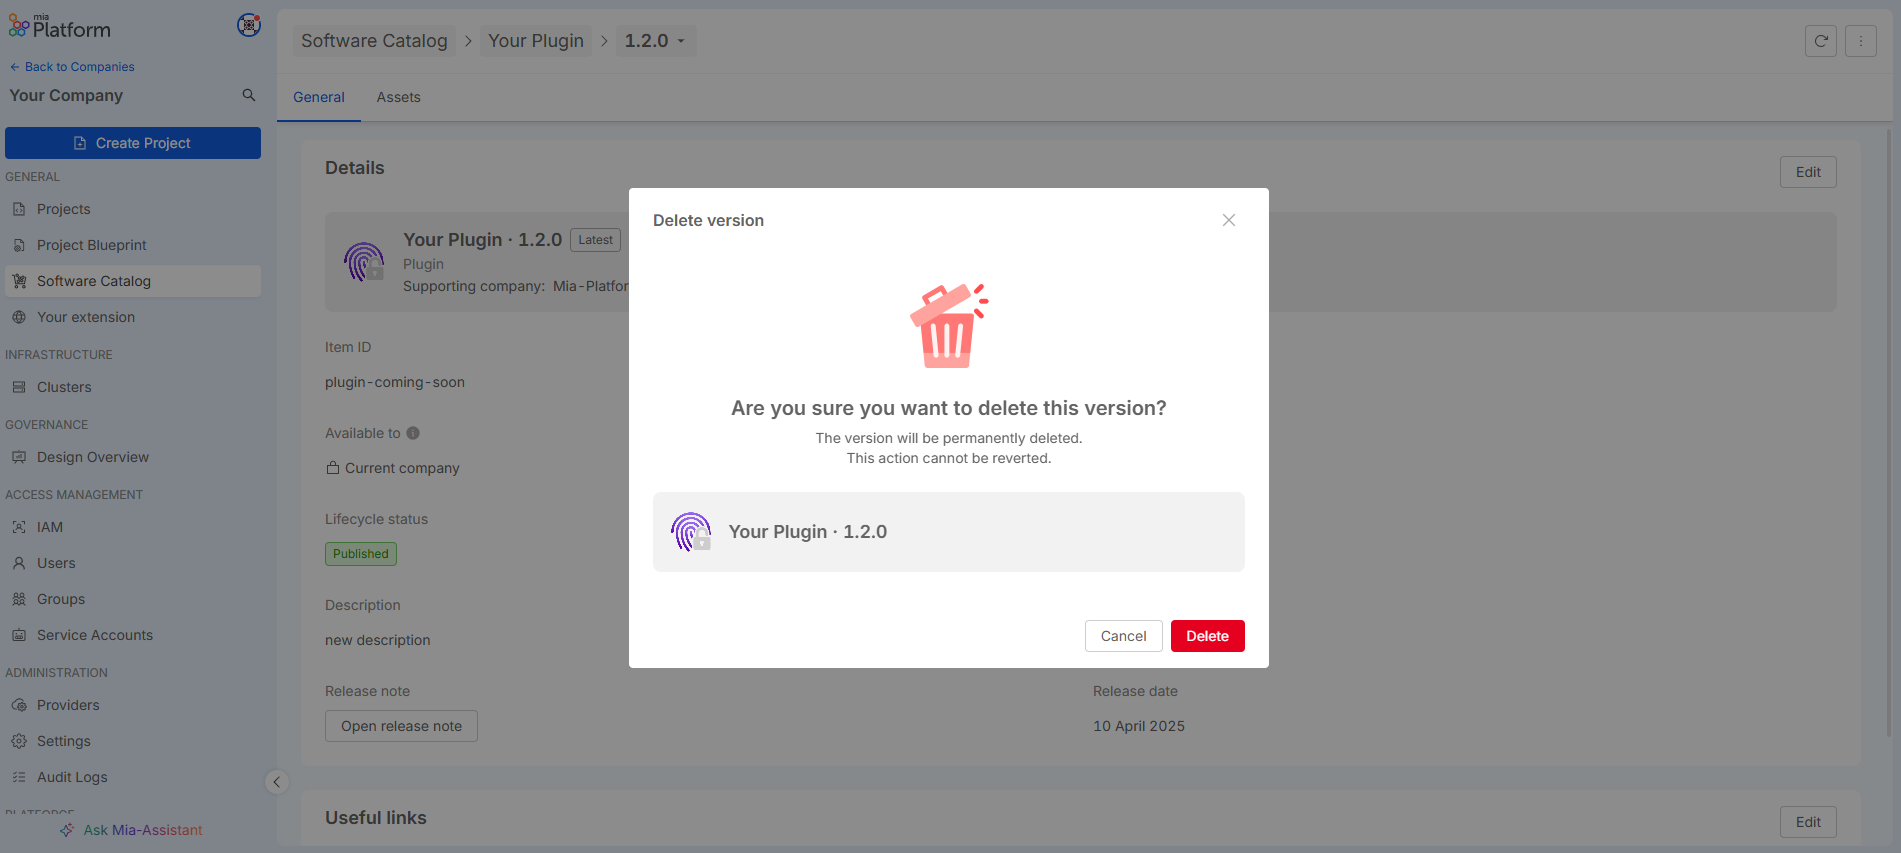 mia
Platform
Back to Companies
Your Company
Create Project
GENERAL
Projects
Project Blueprint
Software Catalog
Your extension
INFRASTRUCTURE
Clusters
GOVERNANCE
Design Overview
ACCESS MANAGEMENT
IAM
Users
Groups
Service Accounts
ADMINISTRATION
Providers
Settings
Audit Logs
Ask Mia-Assistant
Software Catalog > Your Plugin > 1.2.0
General Assets
Details
Edit
Your Plugin · 1.2.0 Latest
Plugin
Supporting company: Mia-Platfor
Item ID
plugin-coming-soon
Available to
Current company
Lifecycle status
Published
Description
new description
Release note
Open release note
Release date
10 April 2025
Useful links
Edit
Delete version
Are you sure you want to delete this version?
The version will be permanently deleted.
This action cannot be reverted.
Your Plugin · 1.2.0
Cancel
Delete